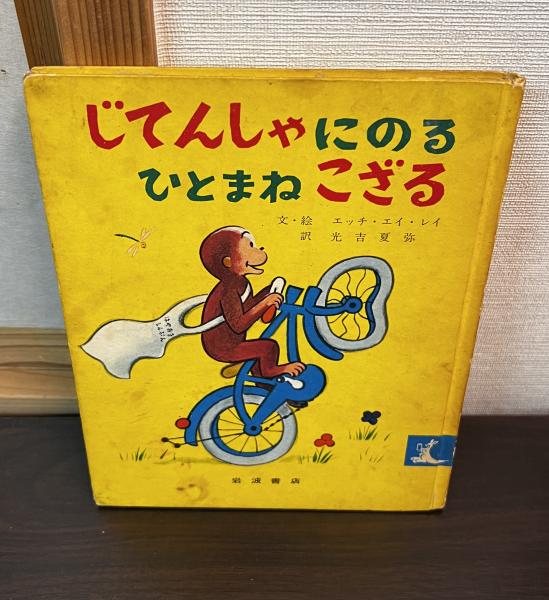 じてんしゃにのる
ひとまねこざる
文・絵 エッチ・エイ・レイ
訳 光吉夏弥
岩波書店